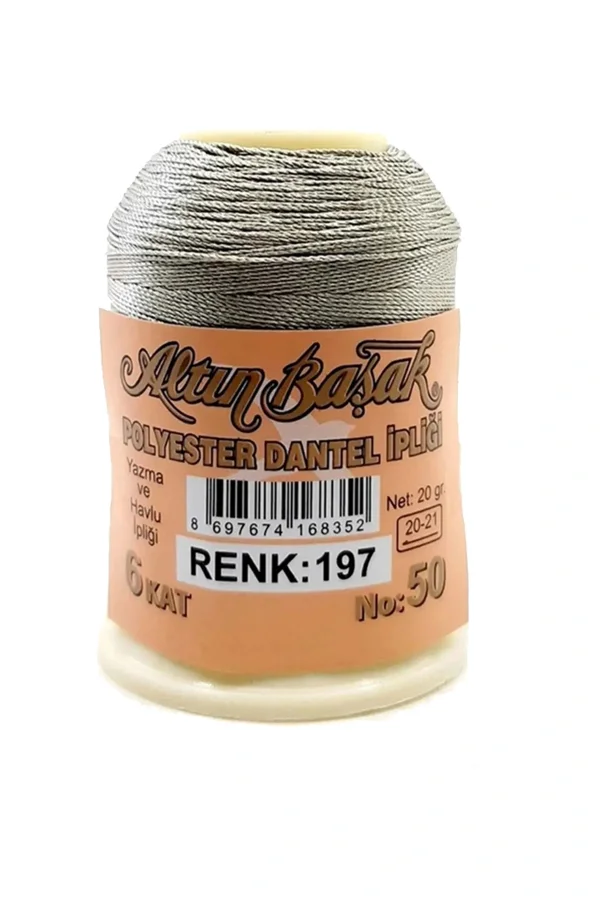 Altın Başak
POLYESTER DANTEL İPLİĞİ
Yazma
ve
Havlu
İpliği
8 697674 168352
Net: 20 gr.
20-21
RENK:197
6 KAT
No:50